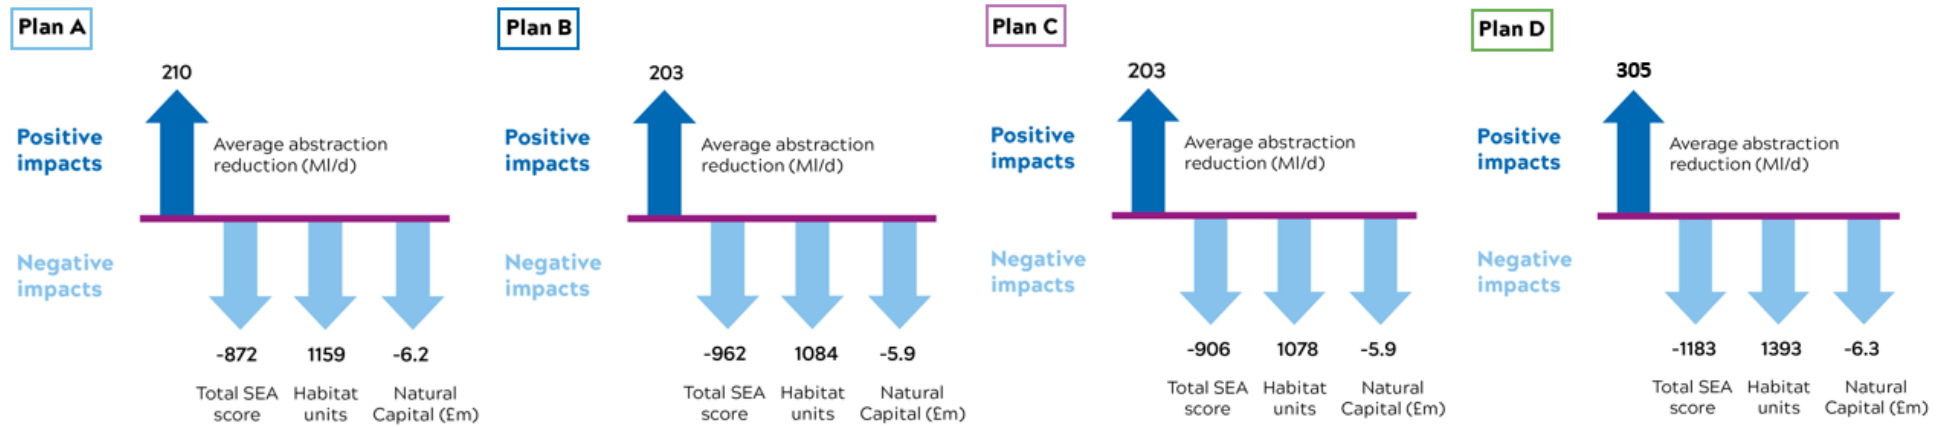 Plan A
210
Positive
impacts
Average abstraction
reduction (Ml/d)
Negative
impacts
-872
1159
-6.2
Total SEA
score
Habitat
units
Natural
Capital (£m)
Plan B
203
Positive
impacts
Average abstraction
reduction (Ml/d)
Negative
impacts
-962
1084
-5.9
Total SEA
score
Habitat
units
Natural
Capital (£m)
Plan C
203
Positive
impacts
Average abstraction
reduction (Ml/d)
Negative
impacts
-906
1078
-5.9
Total SEA
score
Habitat
units
Natural
Capital (£m)
Plan D
305
Positive
impacts
Average abstraction
reduction (Ml/d)
Negative
impacts
-1183
1393
-6.3
Total SEA
score
Habitat
units
Natural
Capital (£m)